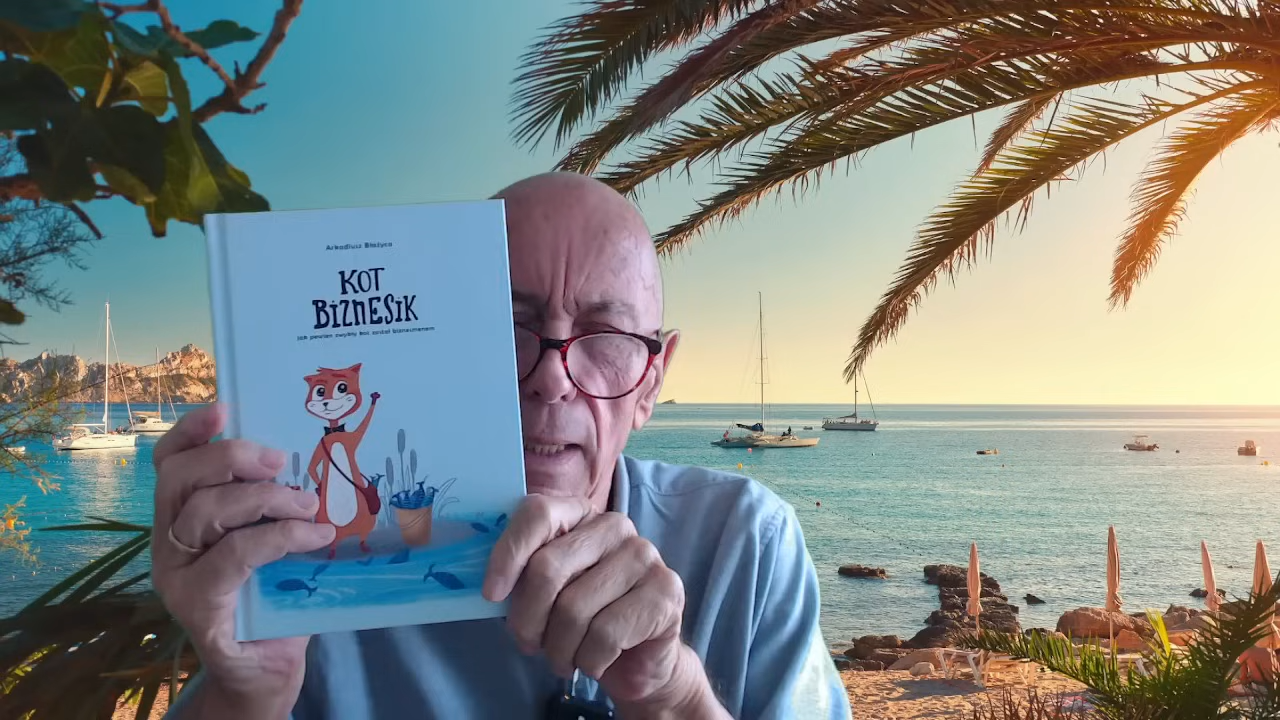 Arkadiusz Błażyca
KOT
BIZNESIK
Jak pewien zwykły kot został biznesmenem